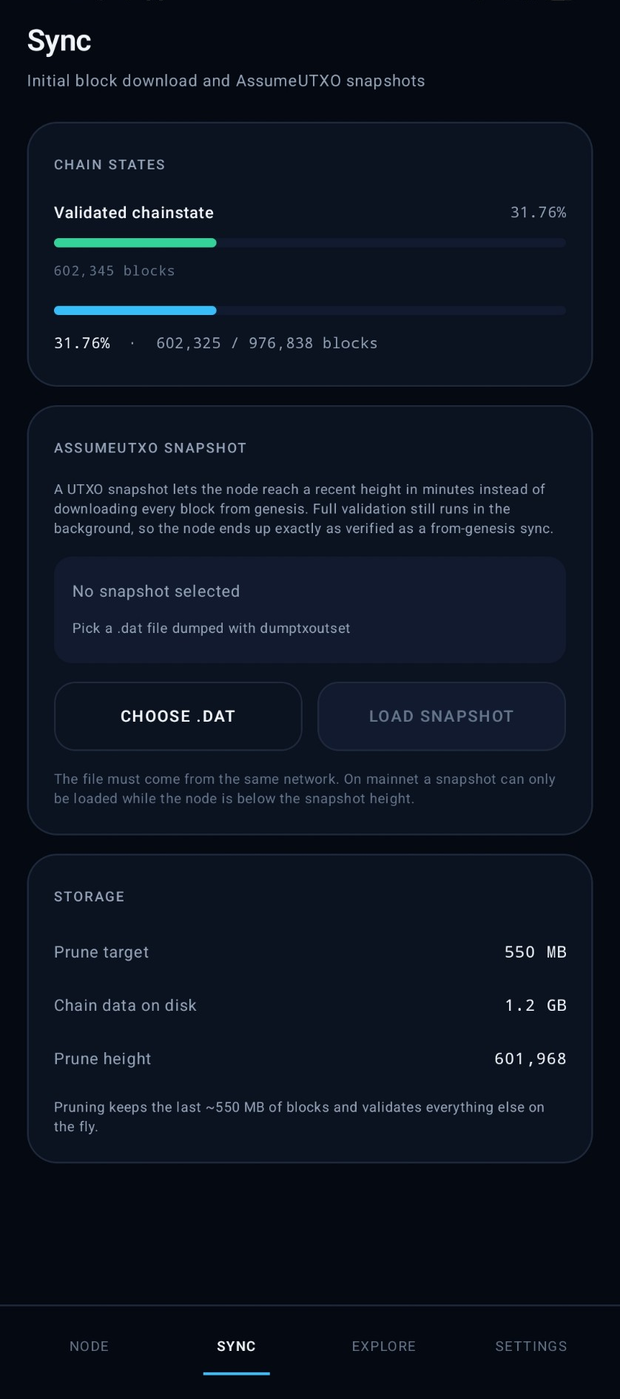 Sync
Initial block download and AssumeUTXO snapshots
CHAIN STATES
Validated chainstate 31.76%
602,345 blocks
31.76% · 602,325 / 976,838 blocks
ASSUMEUTXO SNAPSHOT
A UTXO snapshot lets the node reach a recent height in minutes instead of
downloading every block from genesis. Full validation still runs in the
background, so the node ends up exactly as verified as a from-genesis sync.
No snapshot selected
Pick a .dat file dumped with dumptxoutset
CHOOSE .DAT LOAD SNAPSHOT
The file must come from the same network. On mainnet a snapshot can only
be loaded while the node is below the snapshot height.
STORAGE
Prune target 550 MB
Chain data on disk 1.2 GB
Prune height 601,968
Pruning keeps the last ~550 MB of blocks and validates everything else on
the fly.
NODE SYNC EXPLORE SETTINGS